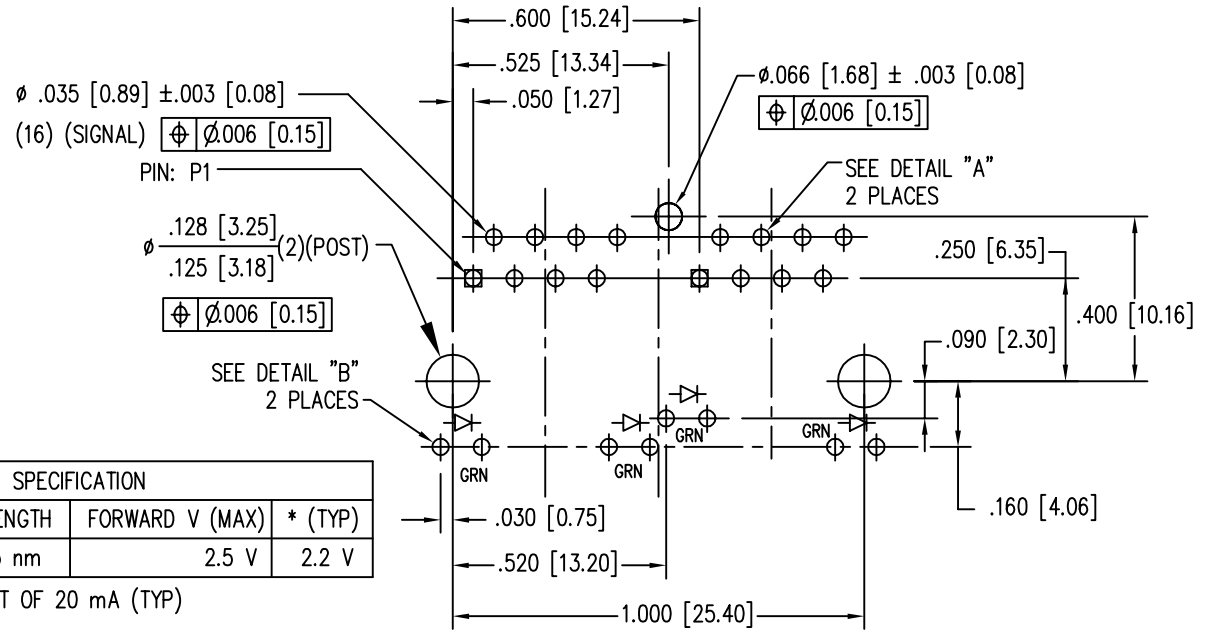 .600 [15.24]
.525 [13.34]
.050 [1.27]
ø .035 [0.89] ±.003 [0.08]
(16) (SIGNAL) ⌖ Ø.006 [0.15]
PIN: P1
ø.066 [1.68] ± .003 [0.08]
⌖ Ø.006 [0.15]
SEE DETAIL "A"
2 PLACES
ø .128 [3.25] (2)(POST)
.125 [3.18]
⌖ Ø.006 [0.15]
.250 [6.35]
.400 [10.16]
.090 [2.30]
SEE DETAIL "B"
2 PLACES
GRN
GRN
GRN
GRN
.160 [4.06]
.030 [0.75]
.520 [13.20]
1.000 [25.40]
SPECIFICATION
ENGTH FORWARD V (MAX) * (TYP)
nm 2.5 V 2.2 V
T OF 20 mA (TYP)